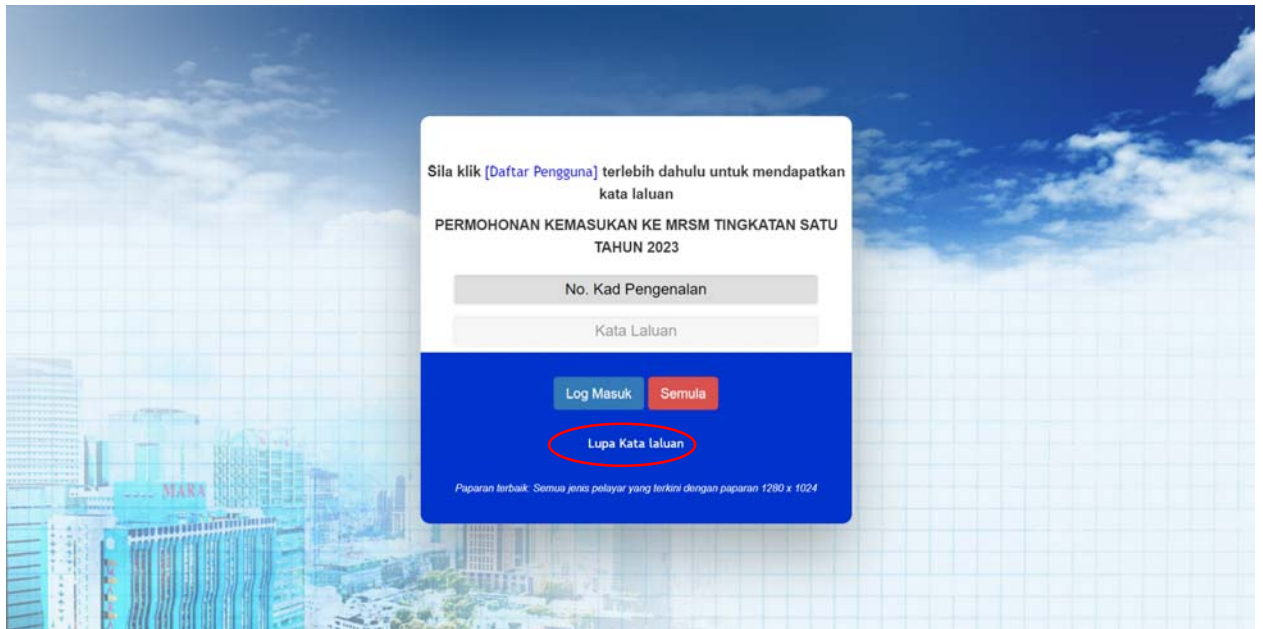 Sila klik [Daftar Pengguna] terlebih dahulu untuk mendapatkan
kata laluan
PERMOHONAN KEMASUKAN KE MRSM TINGKATAN SATU
TAHUN 2023
No. Kad Pengenalan
Kata Laluan
Log Masuk Semula
Lupa Kata laluan
Paparan terbaik: Semua jenis pelayar yang terkini dengan paparan 1280 x 1024
MARA